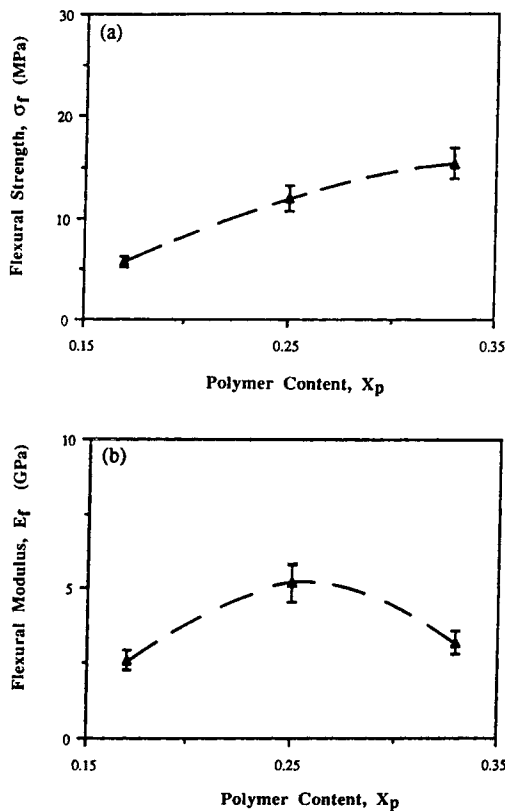 (a)
Flexural Strength, σf (MPa)
30
20
10
0
0.15
0.25
0.35
Polymer Content, Xp
(b)
Flexural Modulus, Ef (GPa)
10
5
0
0.15
0.25
0.35
Polymer Content, Xp